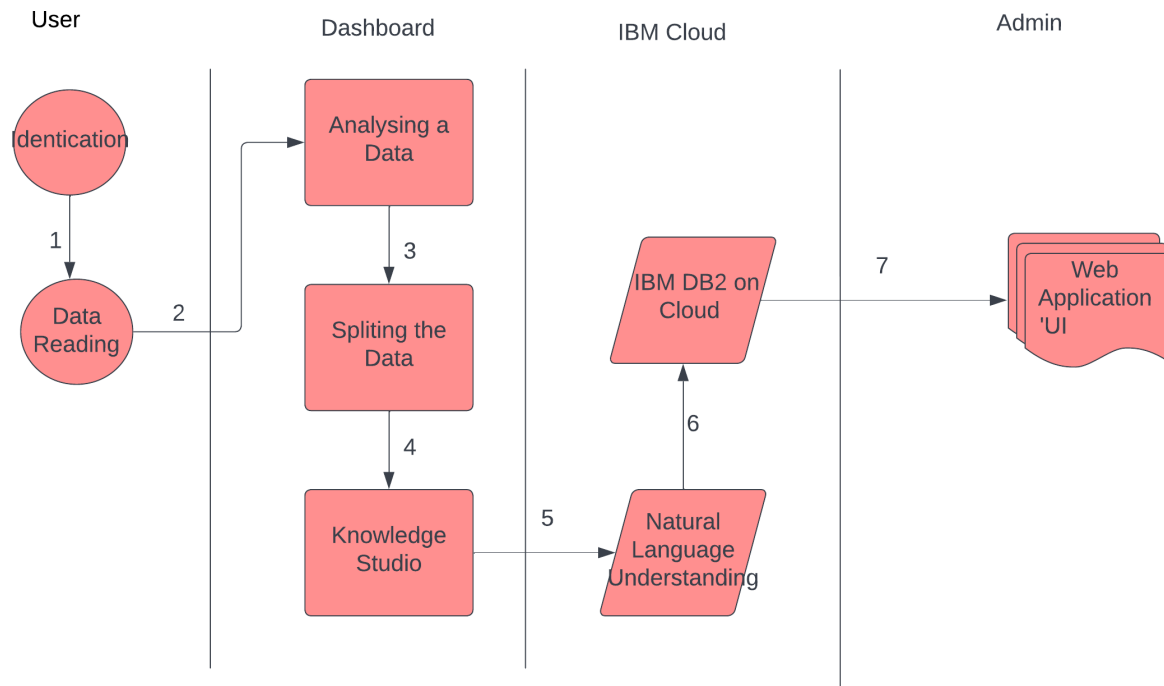 User
Dashboard
IBM Cloud
Admin
Identication
1
Data
Reading
2
Analysing a
Data
3
Spliting the
Data
4
Knowledge
Studio
5
Natural
Language
Understanding
6
IBM DB2 on
Cloud
7
Web
Application
'UI